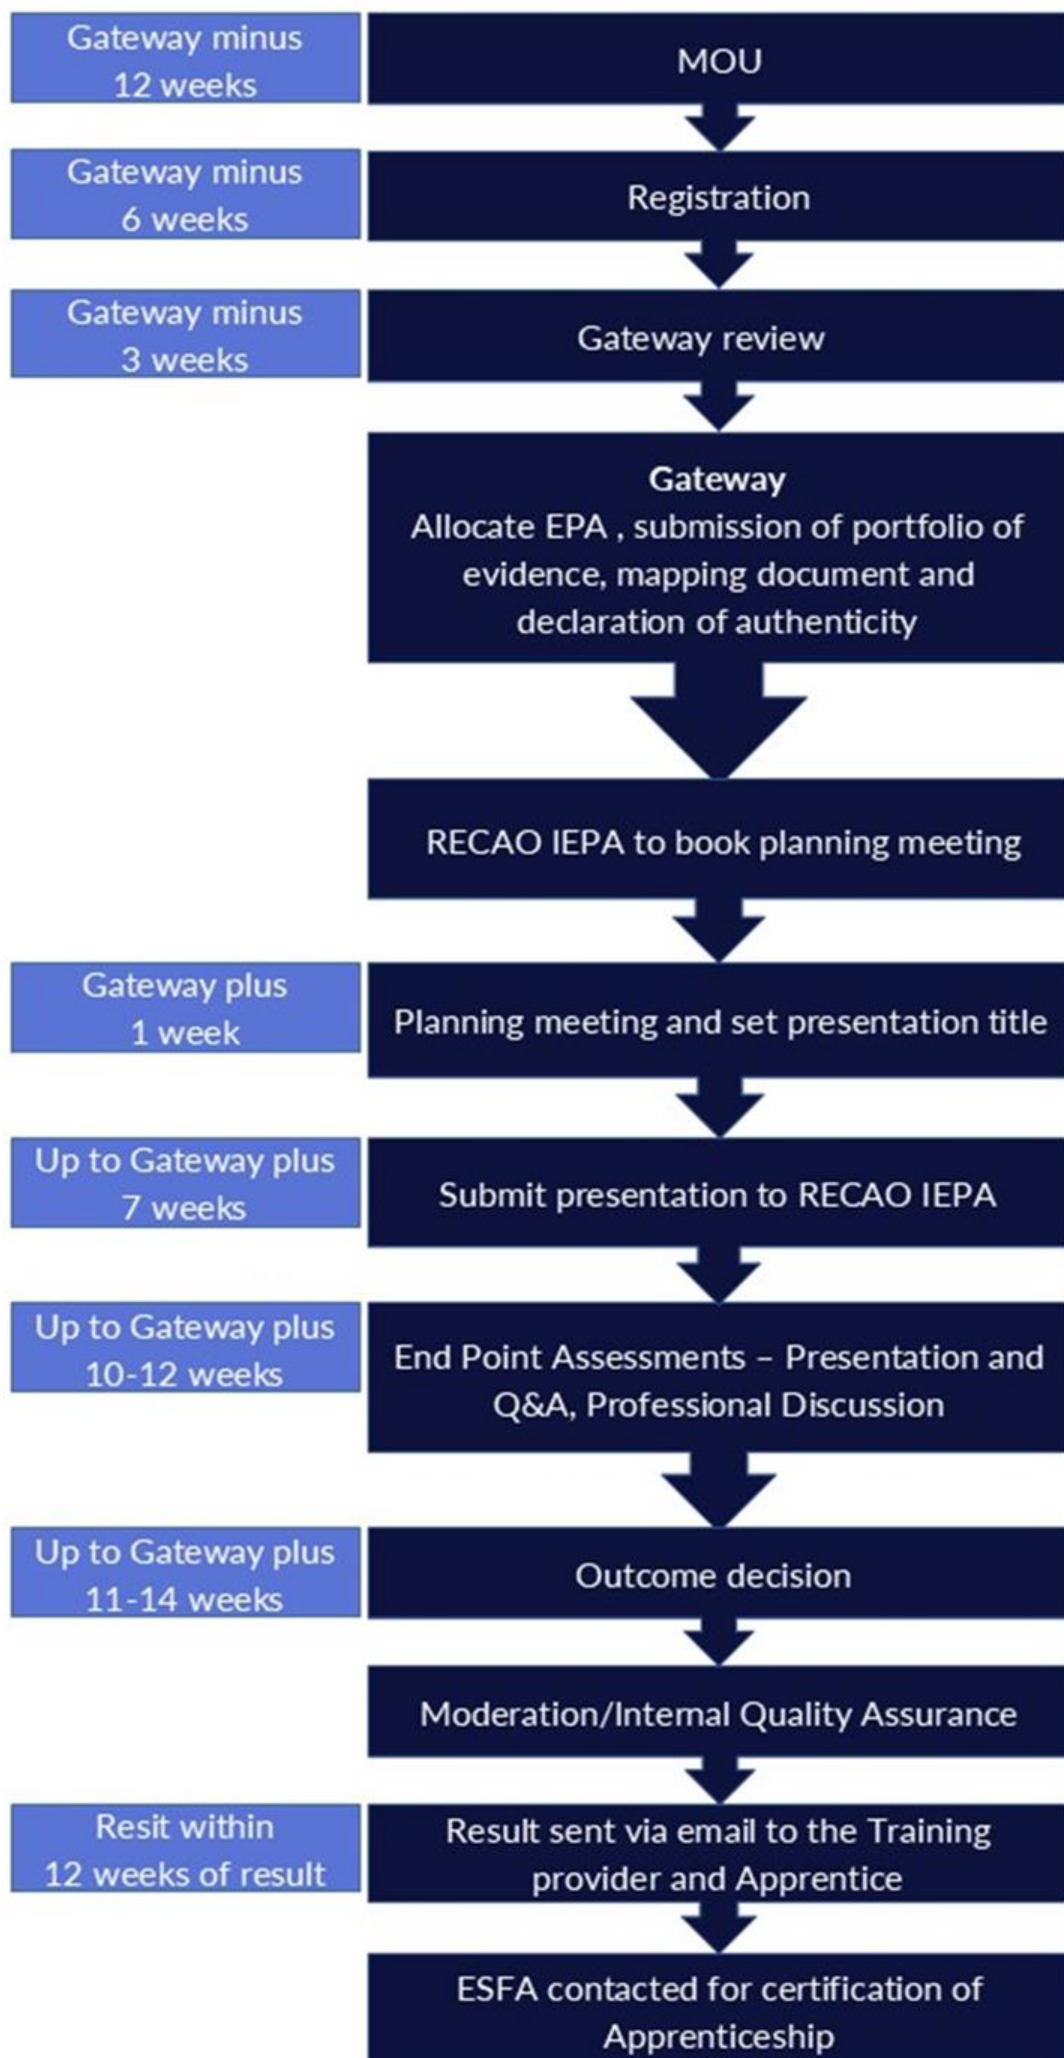 Gateway minus
12 weeks
MOU
Gateway minus
6 weeks
Registration
Gateway minus
3 weeks
Gateway review
Gateway
Allocate EPA , submission of portfolio of
evidence, mapping document and
declaration of authenticity
RECAO IEPA to book planning meeting
Gateway plus
1 week
Planning meeting and set presentation title
Up to Gateway plus
7 weeks
Submit presentation to RECAO IEPA
Up to Gateway plus
10-12 weeks
End Point Assessments – Presentation and
Q&A, Professional Discussion
Up to Gateway plus
11-14 weeks
Outcome decision
Moderation/Internal Quality Assurance
Resit within
12 weeks of result
Result sent via email to the Training
provider and Apprentice
ESFA contacted for certification of
Apprenticeship